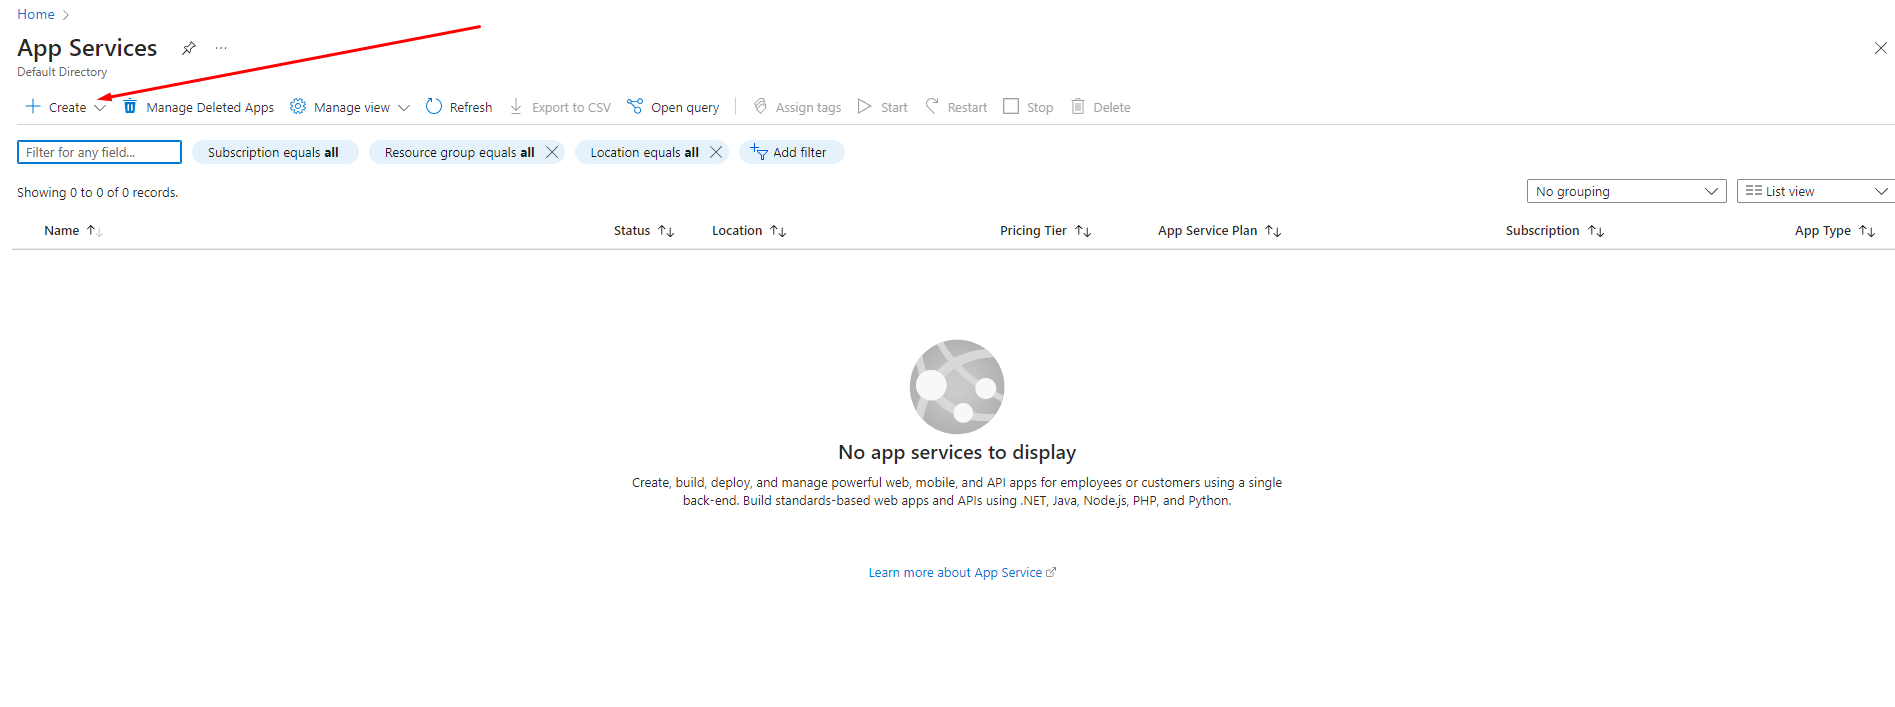 Home
App Services ...
Default Directory
Create Manage Deleted Apps Manage view Refresh Export to CSV Open query Assign tags Start Restart Stop Delete
Filter for any field... Subscription equals all Resource group equals all Location equals all Add filter
Showing 0 to 0 of 0 records. No grouping List view
Name Status Location Pricing Tier App Service Plan Subscription App Type
No app services to display
Create, build, deploy, and manage powerful web, mobile, and API apps for employees or customers using a single
back-end. Build standards-based web apps and APIs using .NET, Java, Node.js, PHP, and Python.
Learn more about App Service